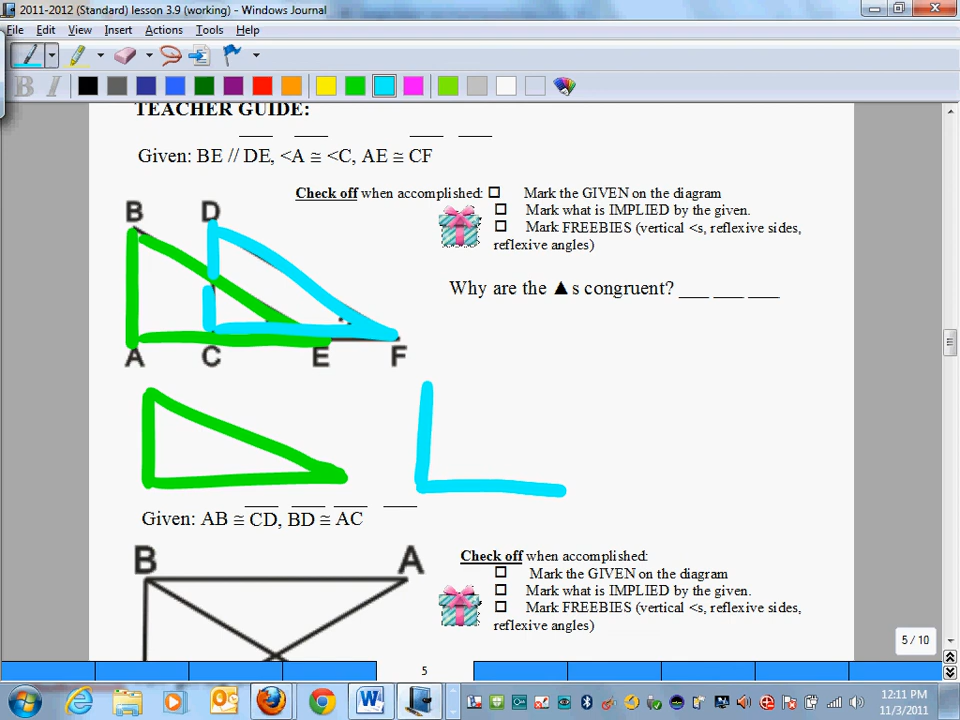 2011-2012 (Standard) lesson 3.9 (working) - Windows Journal
File Edit View Insert Actions Tools Help
B I
TEACHER GUIDE:
Given: BE // DE, <A ≅ <C, AE ≅ CF
Check off when accomplished: □ Mark the GIVEN on the diagram
□ Mark what is IMPLIED by the given.
□ Mark FREEBIES (vertical <s, reflexive sides,
reflexive angles)
B D
Why are the ▲s congruent? ___ ___ ___
A C E F
Given: AB ≅ CD, BD ≅ AC
B A
Check off when accomplished:
□ Mark the GIVEN on the diagram
□ Mark what is IMPLIED by the given.
□ Mark FREEBIES (vertical <s, reflexive sides,
reflexive angles)
5 / 10
5
12:11 PM
11/3/2011